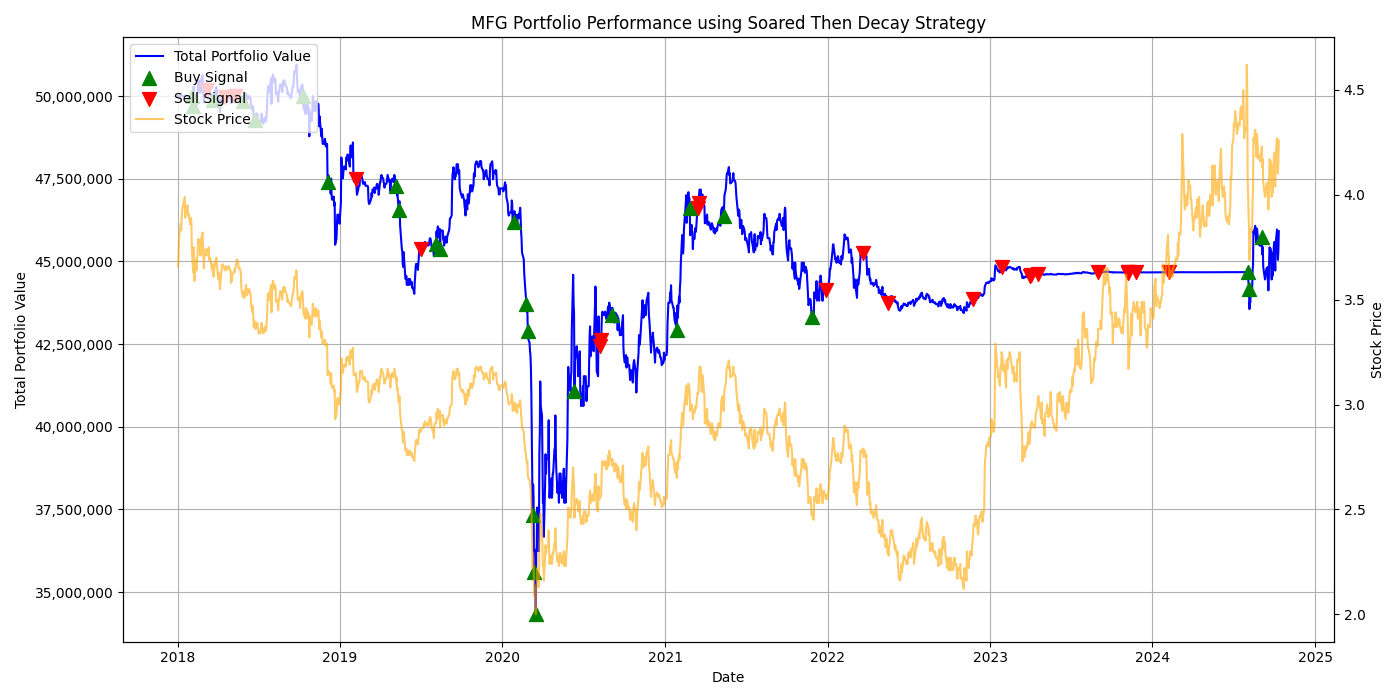 MFG Portfolio Performance using Soared Then Decay Strategy
Total Portfolio Value
Buy Signal
Sell Signal
Stock Price
50,000,000
47,500,000
45,000,000
42,500,000
40,000,000
37,500,000
35,000,000
Total Portfolio Value
4.5
4.0
3.5
3.0
2.5
2.0
Stock Price
2018
2019
2020
2021
2022
2023
2024
2025
Date